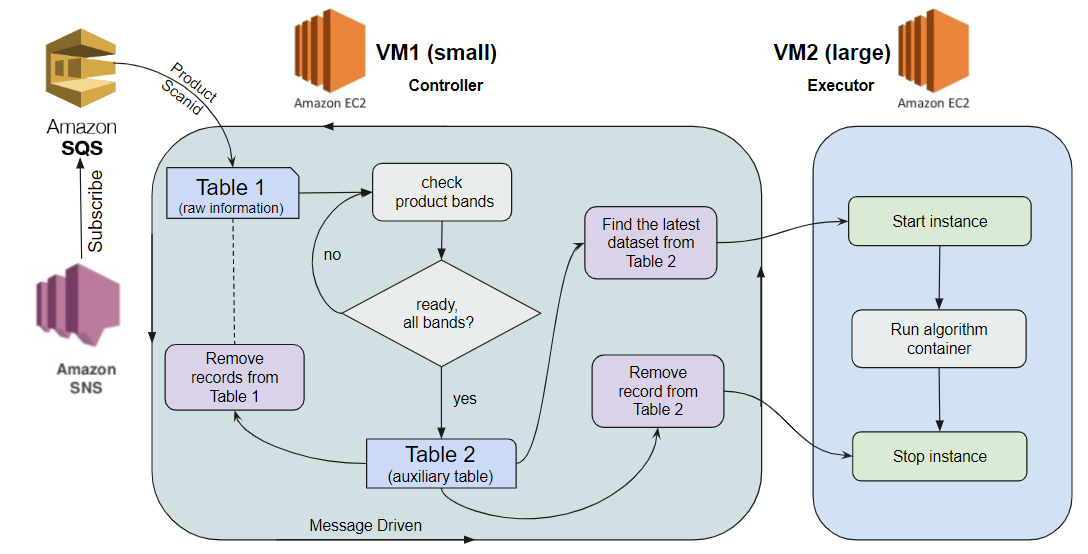 Amazon
SQS
Subscribe
Amazon
SNS
Product
Scanid
Amazon EC2
VM1 (small)
Controller
VM2 (large)
Executor
Amazon EC2
Table 1
(raw information)
check
product bands
no
ready,
all bands?
yes
Remove
records from
Table 1
Table 2
(auxiliary table)
Find the latest
dataset from
Table 2
Remove
record from
Table 2
Message Driven
Start instance
Run algorithm
container
Stop instance